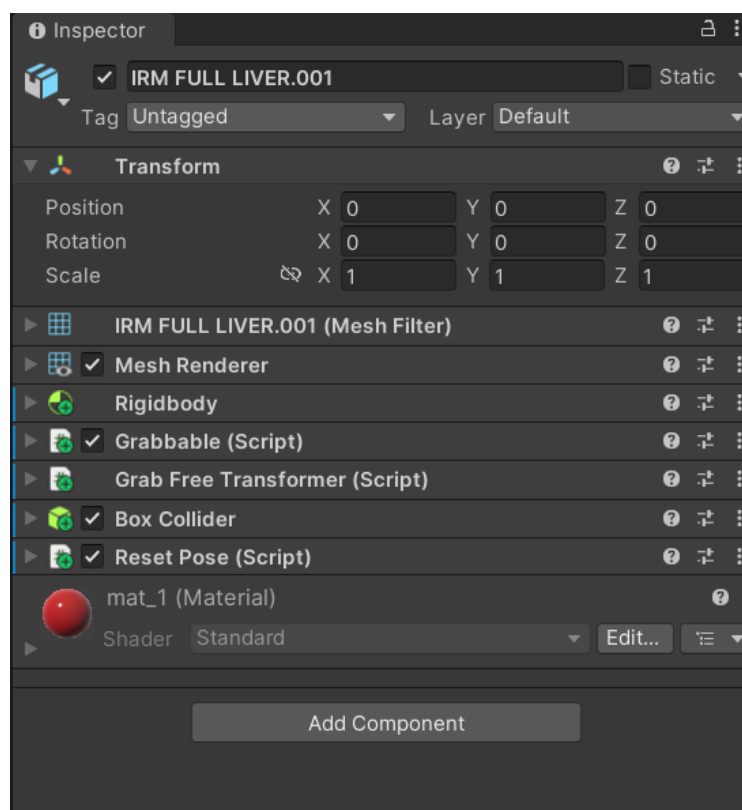 Inspector
IRM FULL LIVER.001 Static
Tag Untagged Layer Default
Transform
Position X 0 Y 0 Z 0
Rotation X 0 Y 0 Z 0
Scale X 1 Y 1 Z 1
IRM FULL LIVER.001 (Mesh Filter)
Mesh Renderer
Rigidbody
Grabbable (Script)
Grab Free Transformer (Script)
Box Collider
Reset Pose (Script)
mat_1 (Material)
Shader Standard Edit...
Add Component